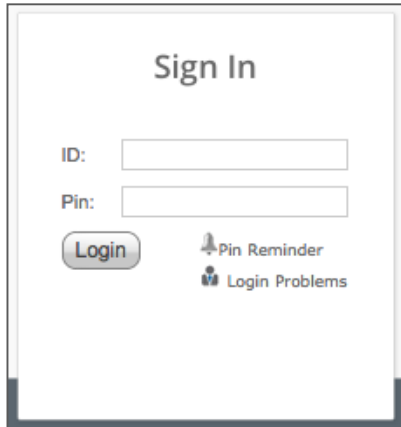 Sign In
ID:
Pin:
Login
Pin Reminder
Login Problems